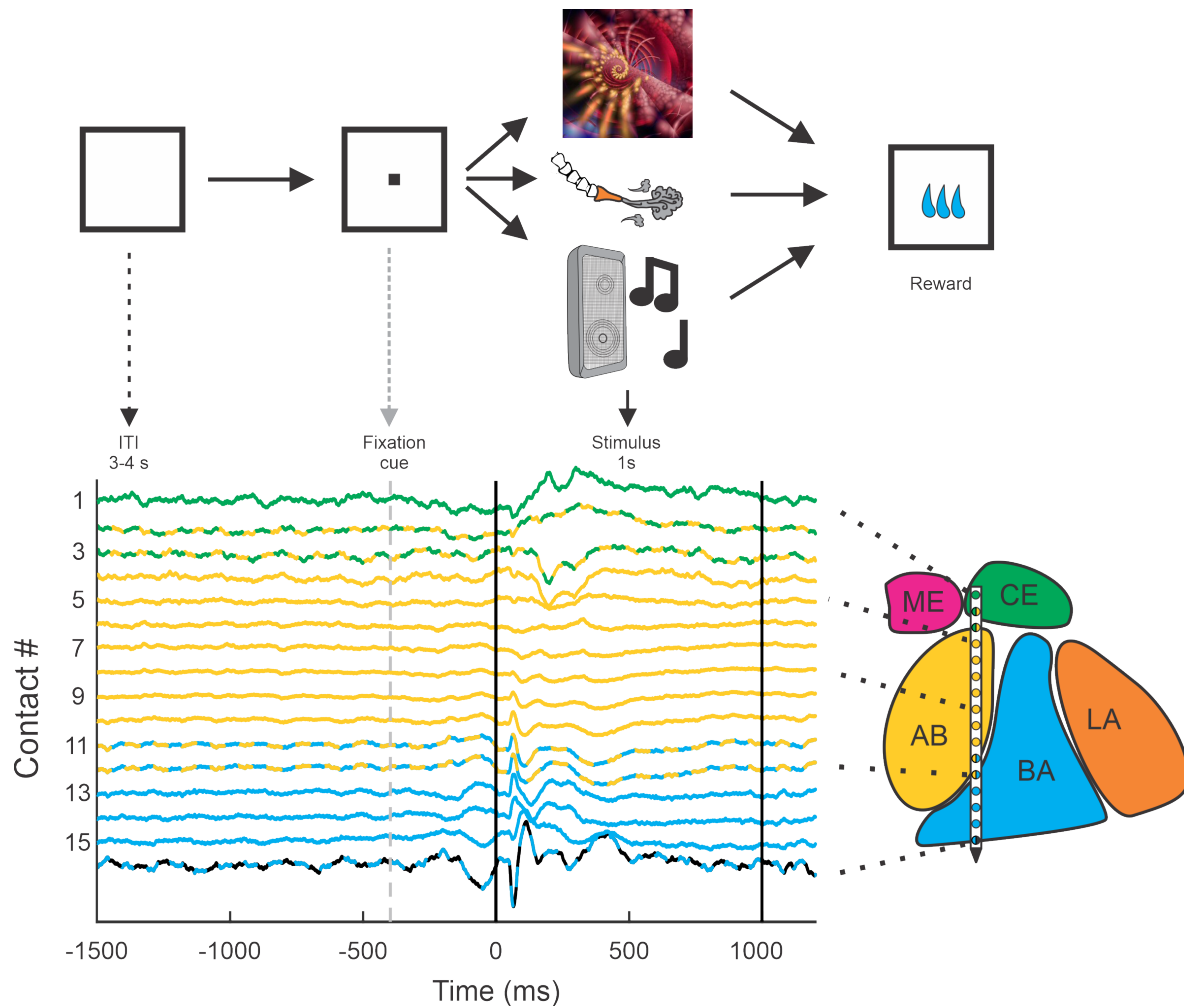 Reward
ITI
3-4 s
Fixation
cue
Stimulus
1s
1
3
5
7
9
11
13
15
Contact #
-1500
-1000
-500
0
500
1000
Time (ms)
ME
CE
AB
BA
LA